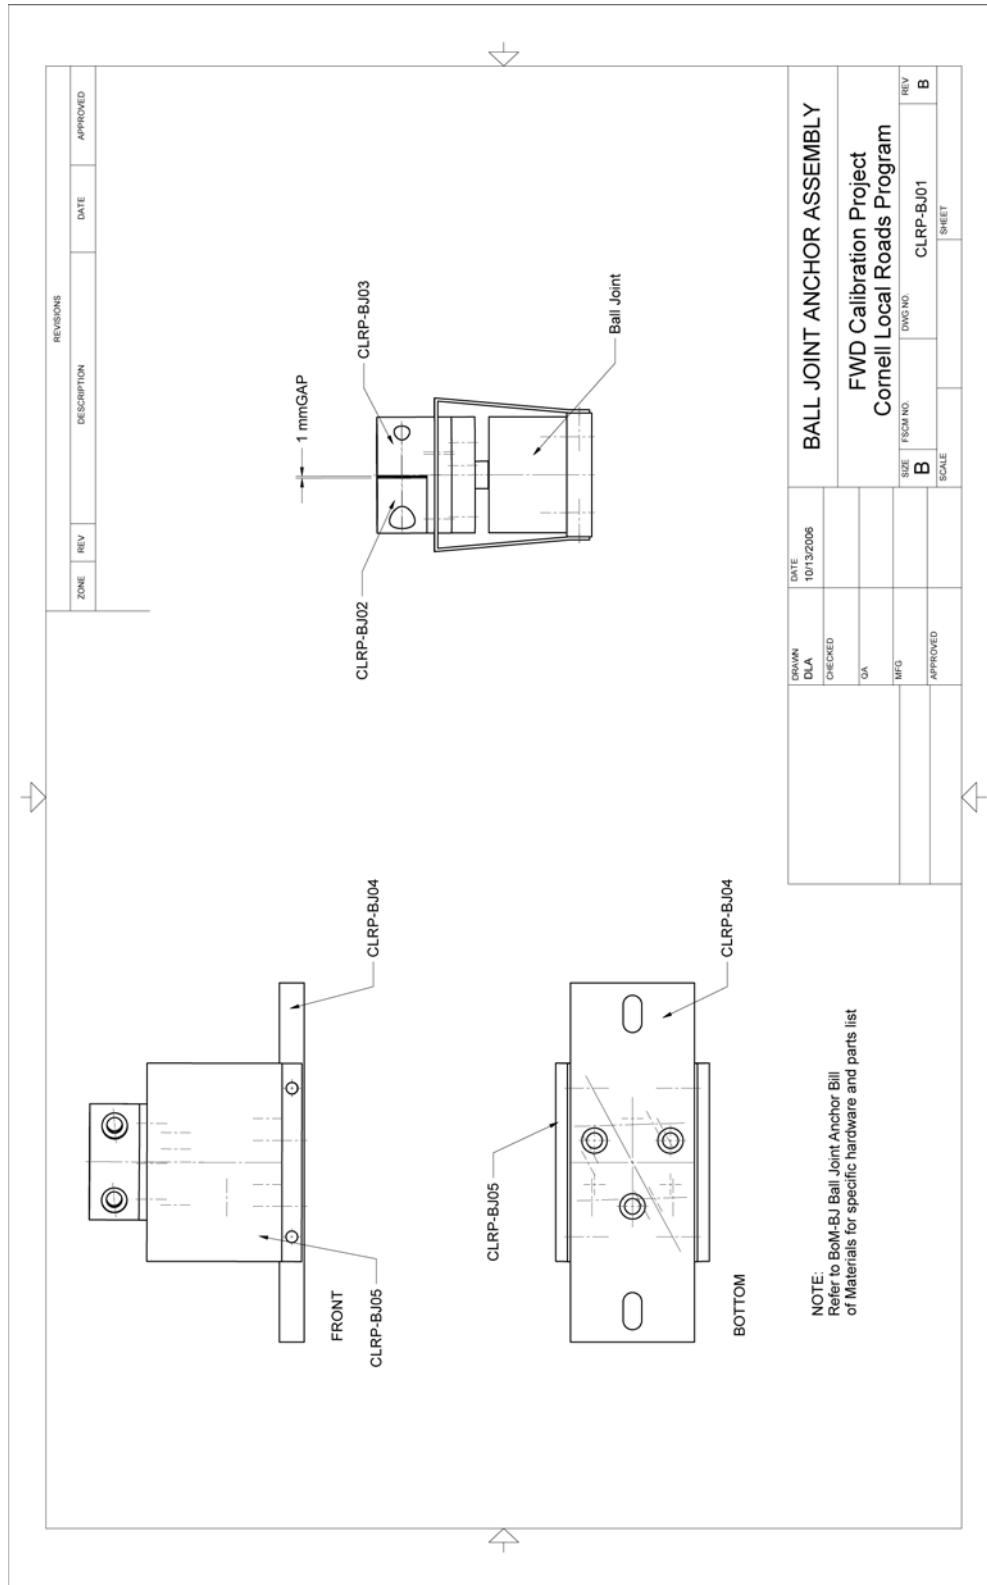 REVISIONS
ZONE REV DESCRIPTION DATE APPROVED
CLRP-BJ04
FRONT
CLRP-BJ05
1 mmGAP
CLRP-BJ02
CLRP-BJ03
Ball Joint
CLRP-BJ05
CLRP-BJ04
BOTTOM
NOTE:
Refer to BoM-BJ Ball Joint Anchor Bill
of Materials for specific hardware and parts list
DRAWN DATE
DLA 10/13/2006
CHECKED
QA
MFG
APPROVED
BALL JOINT ANCHOR ASSEMBLY
FWD Calibration Project
Cornell Local Roads Program
SIZE FSCM NO. DWG NO. REV
B CLRP-BJ01 B
SCALE SHEET